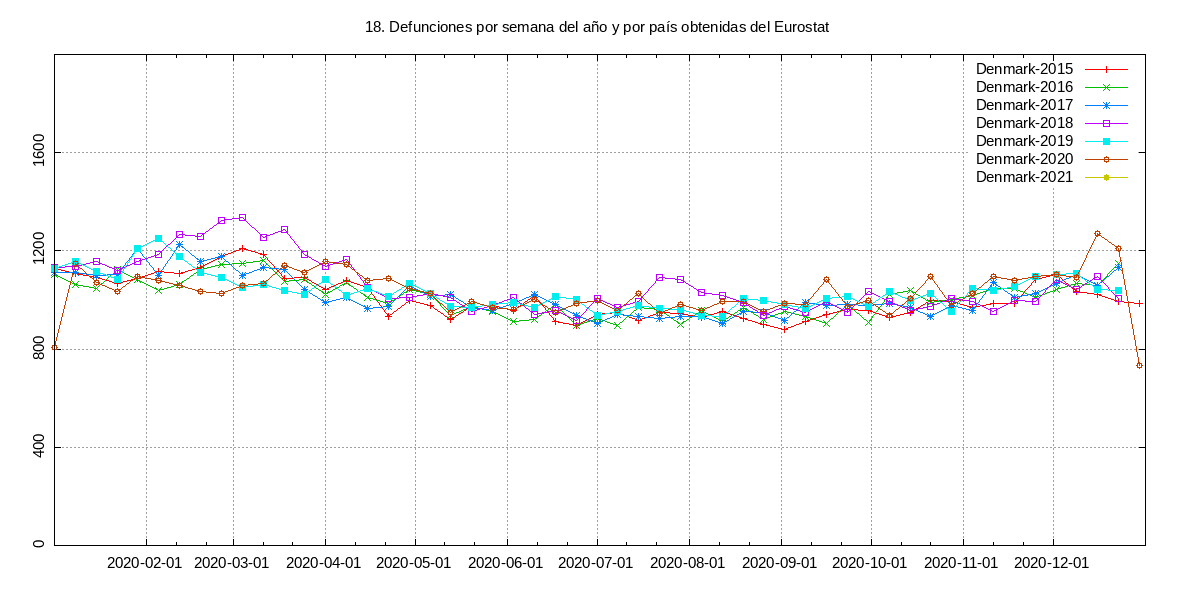 18. Defunciones por semana del año y por país obtenidas del Eurostat
Denmark-2015
Denmark-2016
Denmark-2017
Denmark-2018
Denmark-2019
Denmark-2020
Denmark-2021
1600
1200
800
400
0
2020-02-01 2020-03-01 2020-04-01 2020-05-01 2020-06-01 2020-07-01 2020-08-01 2020-09-01 2020-10-01 2020-11-01 2020-12-01